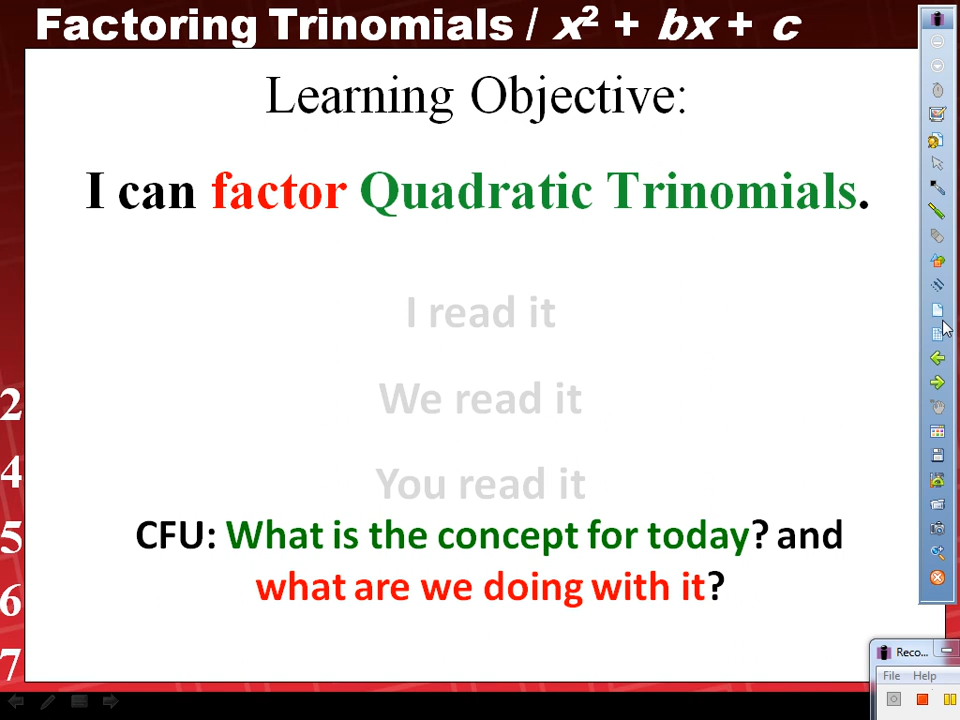 Factoring Trinomials / x² + bx + c
Learning Objective:
I can factor Quadratic Trinomials.
I read it
We read it
You read it
CFU: What is the concept for today? and
what are we doing with it?
2
4
5
6
7
Reco...
File Help